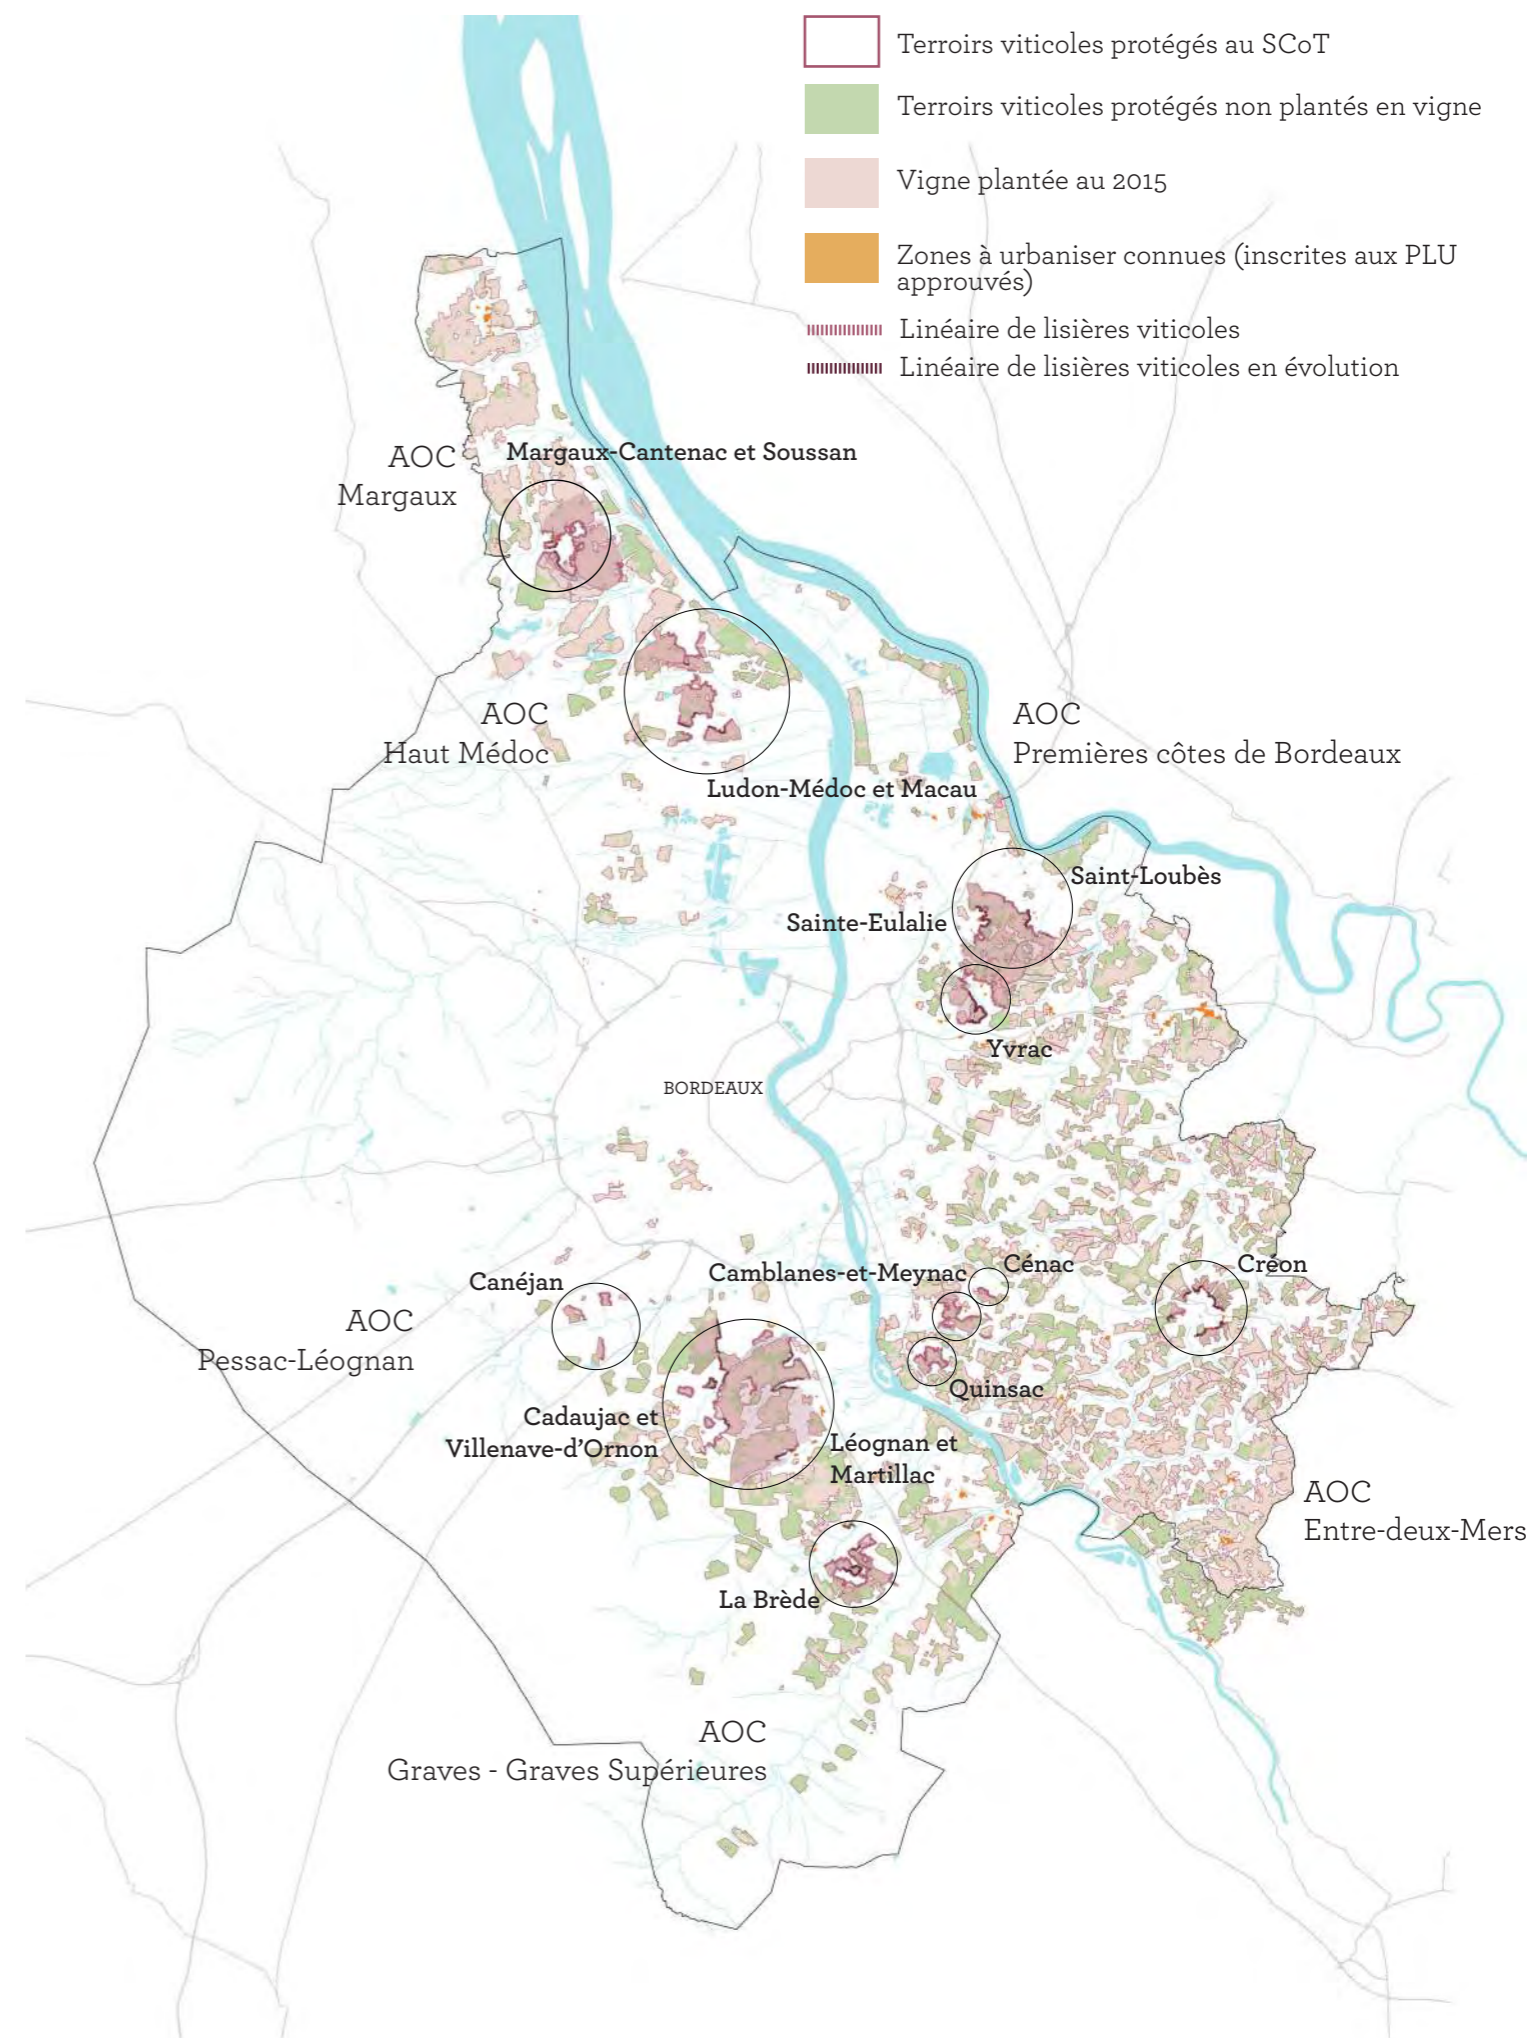 Terroirs viticoles protégés au SCoT
Terroirs viticoles protégés non plantés en vigne
Vigne plantée au 2015
Zones à urbaniser connues (inscrites aux PLU
approuvés)
Linéaire de lisières viticoles
Linéaire de lisières viticoles en évolution
AOC
Margaux
Margaux-Cantenac et Soussan
AOC
Haut Médoc
AOC
Premières côtes de Bordeaux
Ludon-Médoc et Macau
Saint-Loubès
Sainte-Eulalie
Yvrac
BORDEAUX
Canéjan
Camblanes-et-Meynac
Cénac
Créon
AOC
Pessac-Léognan
Quinsac
Cadaujac et
Villenave-d'Ornon
Léognan et
Martillac
AOC
Entre-deux-Mers
La Brède
AOC
Graves - Graves Supérieures